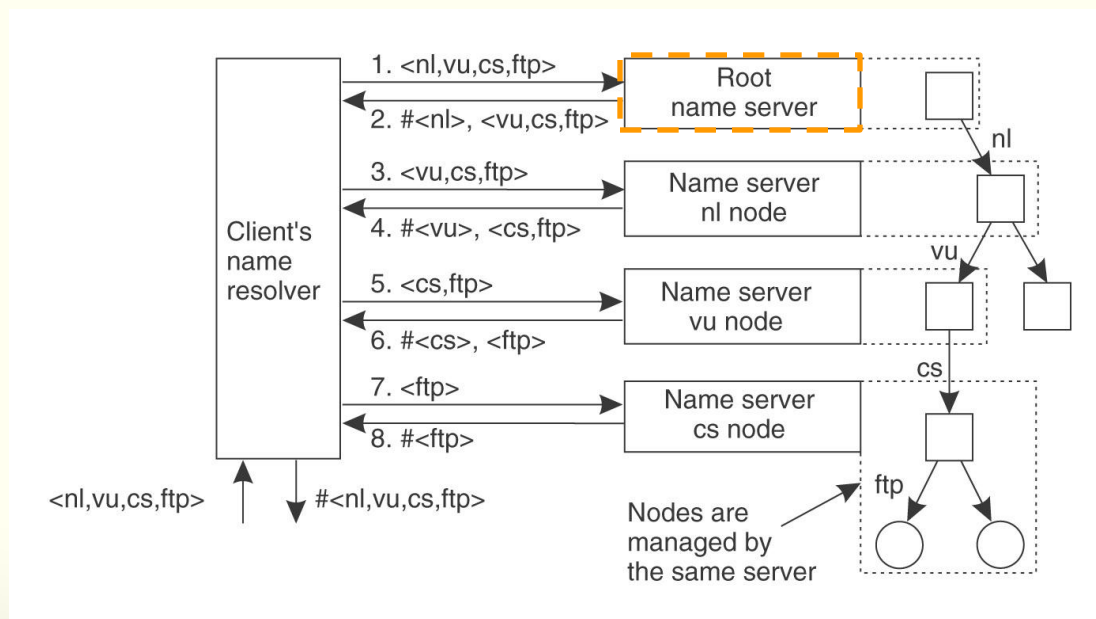 1. <nl,vu,cs,ftp>
Root
name server
2. #<nl>, <vu,cs,ftp>
nl
3. <vu,cs,ftp>
Name server
nl node
4. #<vu>, <cs,ftp>
Client's
name
resolver
vu
5. <cs,ftp>
Name server
vu node
6. #<cs>, <ftp>
cs
7. <ftp>
Name server
cs node
8. #<ftp>
ftp
<nl,vu,cs,ftp>
#<nl,vu,cs,ftp>
Nodes are
managed by
the same server